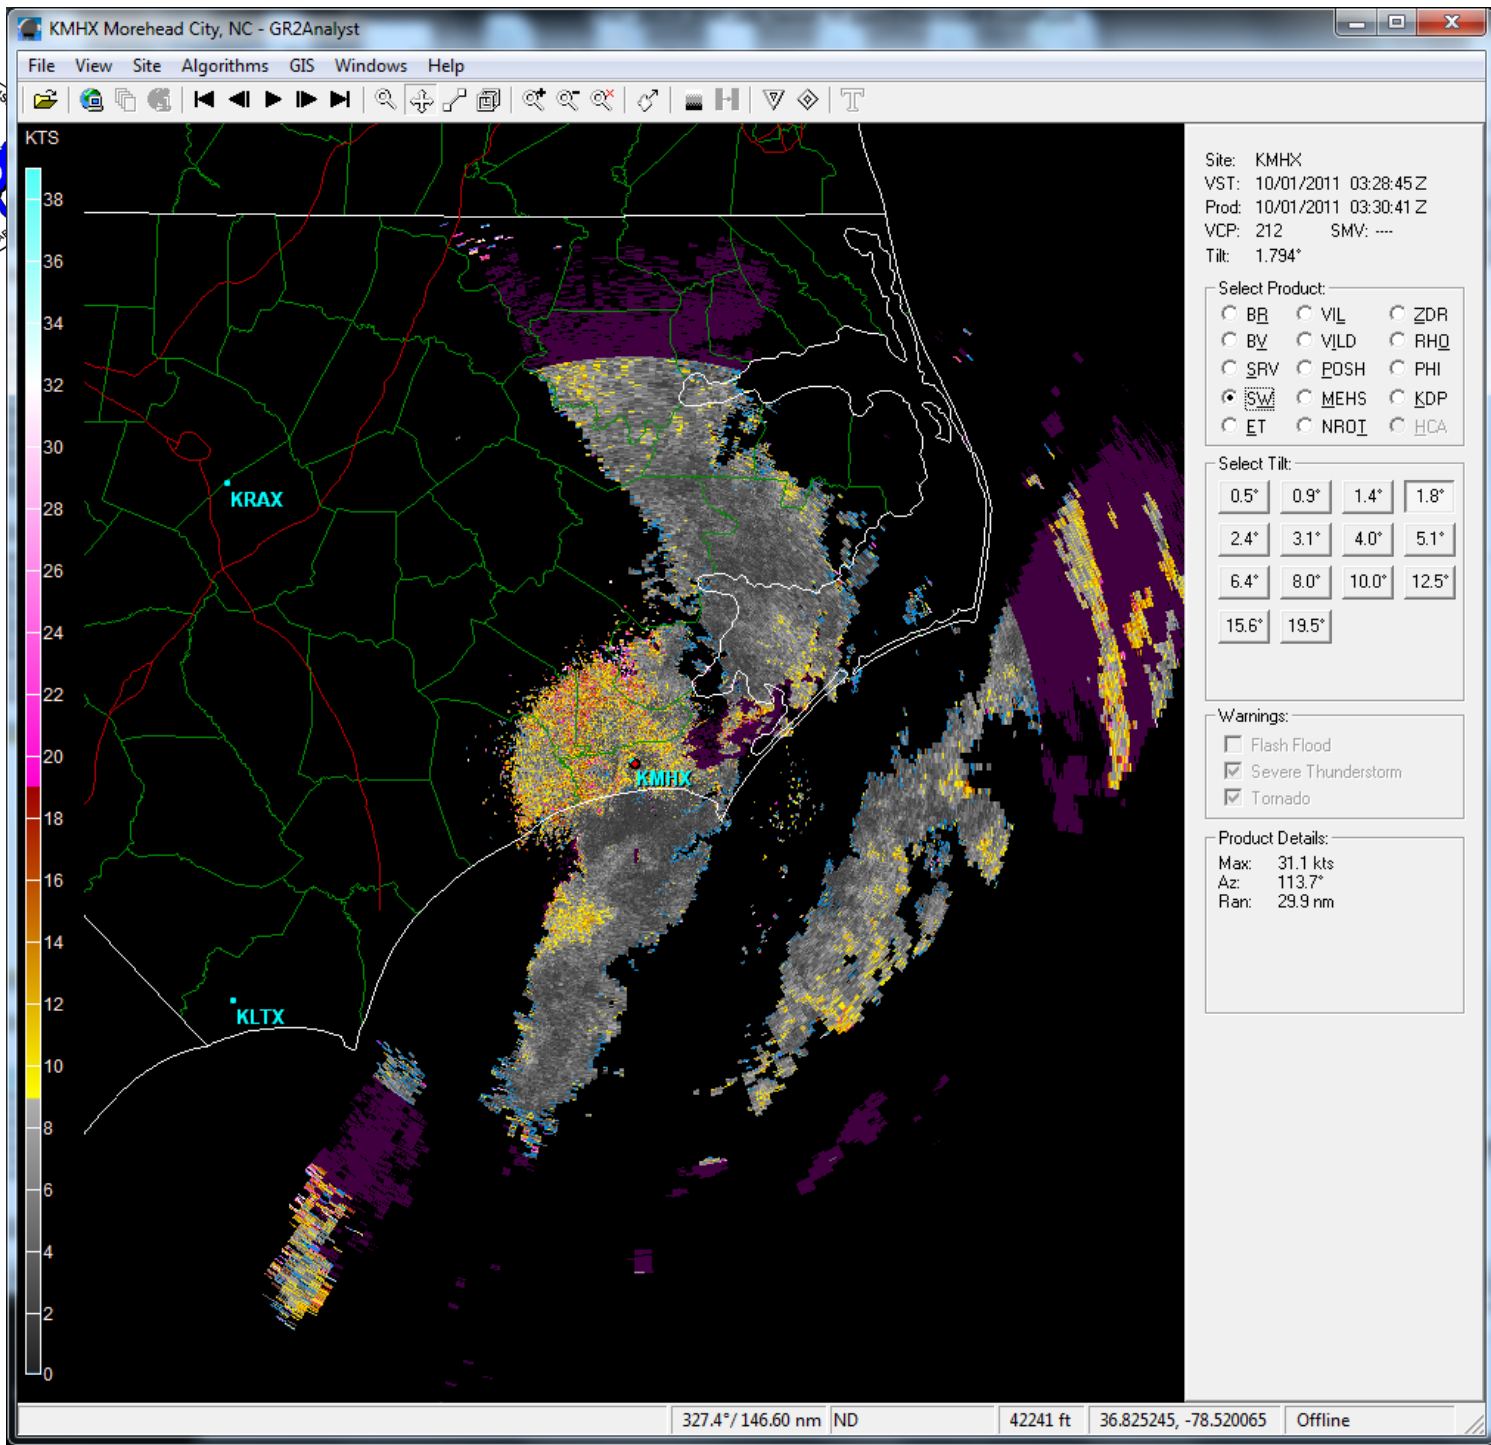 KMHX Morehead City, NC - GR2Analyst
File View Site Algorithms GIS Windows Help
KTS
38
36
34
32
30
28
26
24
22
20
18
16
14
12
10
8
6
4
2
0
KRAX
KMHX
KLTX
Site: KMHX
VST: 10/01/2011 03:28:45 Z
Prod: 10/01/2011 03:30:41 Z
VCP: 212 SMV: ----
Tilt: 1.794°
Select Product:
BR VIL ZDR
BV VILD RHO
SRV POSH PHI
SW MEHS KDP
ET NROT HCA
Select Tilt:
0.5° 0.9° 1.4° 1.8°
2.4° 3.1° 4.0° 5.1°
6.4° 8.0° 10.0° 12.5°
15.6° 19.5°
Warnings:
Flash Flood
Severe Thunderstorm
Tornado
Product Details:
Max: 31.1 kts
Az: 113.7°
Ran: 29.9 nm
327.4°/ 146.60 nm ND 42241 ft 36.825245, -78.520065 Offline